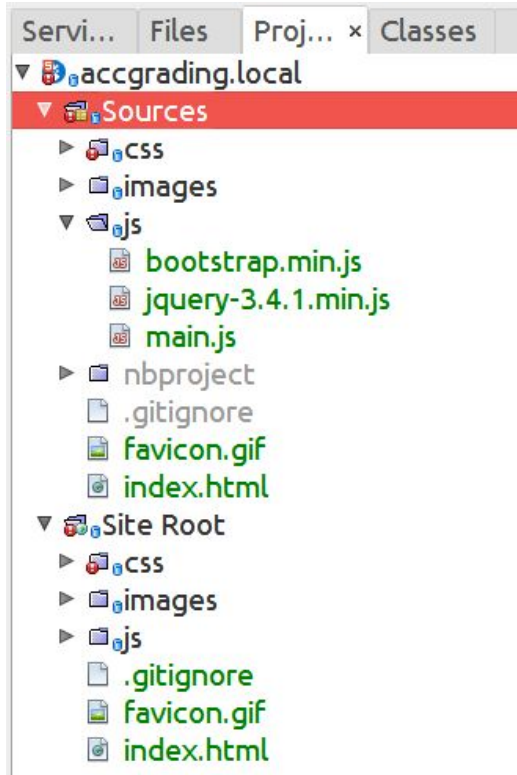 Servi... Files Proj... × Classes
accgrading.local
Sources
css
images
js
bootstrap.min.js
jquery-3.4.1.min.js
main.js
nbproject
.gitignore
favicon.gif
index.html
Site Root
css
images
js
.gitignore
favicon.gif
index.html